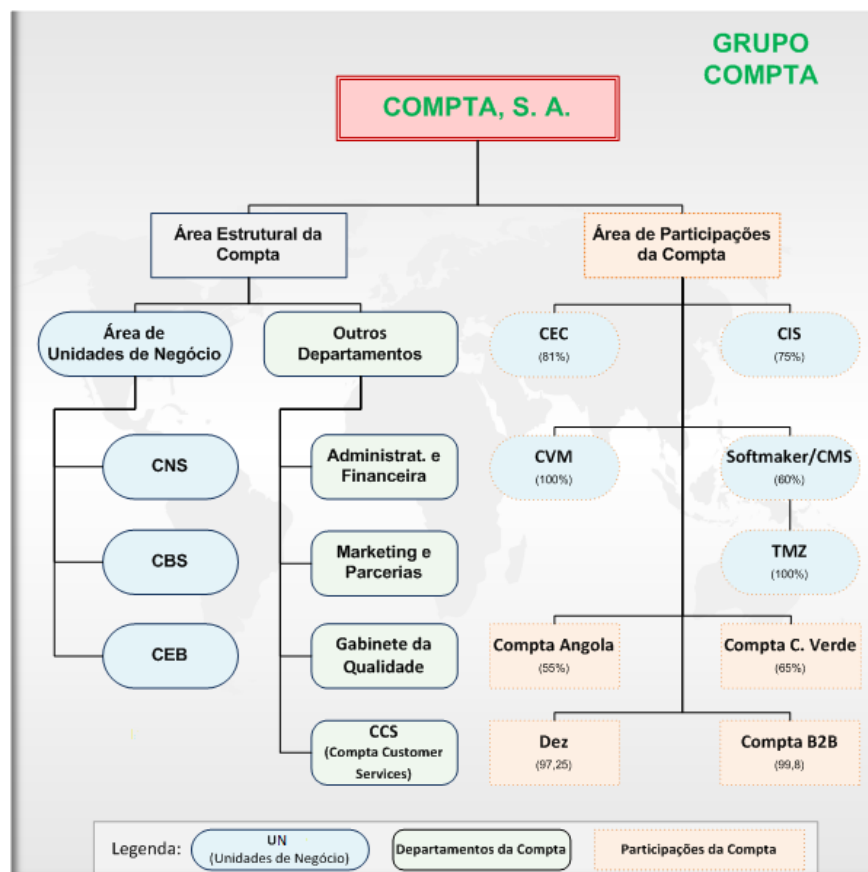 GRUPO
COMPTA
COMPTA, S. A.
Área Estrutural da
Compta
Área de Participações
da Compta
Área de
Unidades de Negócio
Outros
Departamentos
CEC
(81%)
CIS
(75%)
CNS
Administrat. e
Financeira
CVM
(100%)
Softmaker/CMS
(60%)
CBS
Marketing e
Parcerias
TMZ
(100%)
CEB
Gabinete da
Qualidade
Compta Angola
(55%)
Compta C. Verde
(65%)
CCS
(Compta Customer
Services)
Dez
(97,25)
Compta B2B
(99,8)
Legenda:
UN
(Unidades de Negócio)
Departamentos da Compta
Participações da Compta